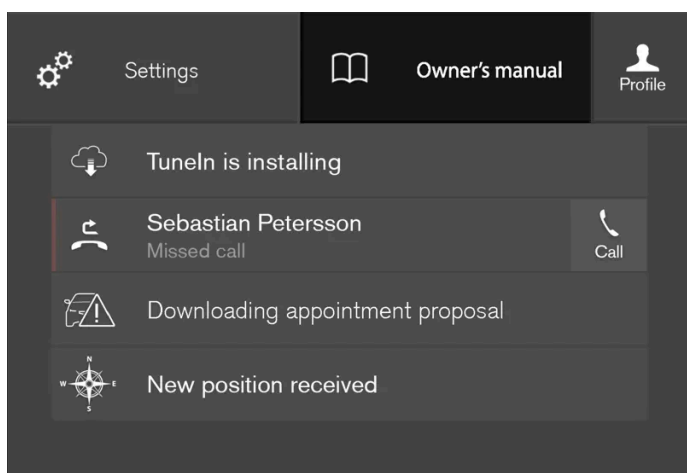 Settings
Owner's manual
Profile
TuneIn is installing
Sebastian Petersson
Missed call
Call
Downloading appointment proposal
N
W E
S
New position received